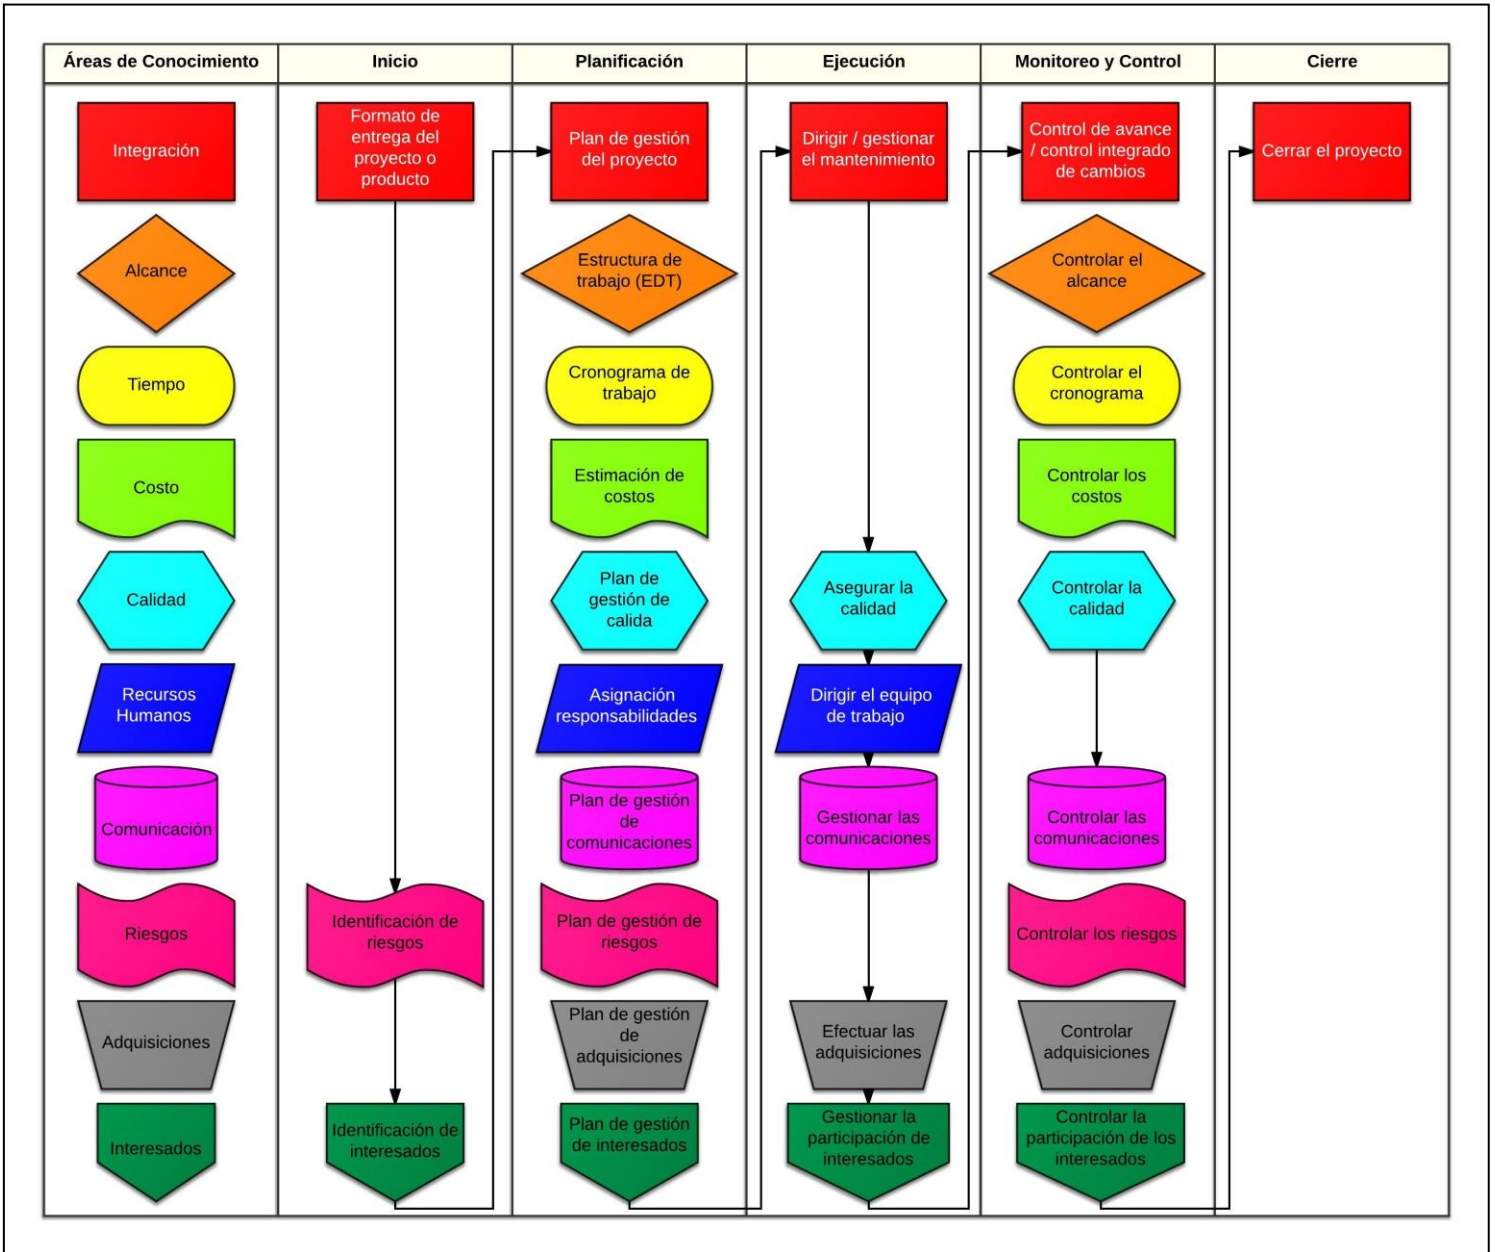 Áreas de Conocimiento
Inicio
Planificación
Ejecución
Monitoreo y Control
Cierre
Integración
Formato de
entrega del
proyecto o
producto
Plan de gestión
del proyecto
Dirigir / gestionar
el mantenimiento
Control de avance
/ control integrado
de cambios
Cerrar el proyecto
Alcance
Estructura de
trabajo (EDT)
Controlar el
alcance
Tiempo
Cronograma de
trabajo
Controlar el
cronograma
Costo
Estimación de
costos
Controlar los
costos
Calidad
Plan de
gestión de
calida
Asegurar la
calidad
Controlar la
calidad
Recursos
Humanos
Asignación
responsabilidades
Dirigir el equipo
de trabajo
Comunicación
Plan de gestión
de
comunicaciones
Gestionar las
comunicaciones
Controlar las
comunicaciones
Riesgos
Identificación de
riesgos
Plan de gestión de
riesgos
Controlar los riesgos
Adquisiciones
Plan de gestión
de
adquisiciones
Efectuar las
adquisiciones
Controlar
adquisiciones
Interesados
Identificación de
interesados
Plan de gestión
de interesados
Gestionar la
participación de
interesados
Controlar la
participación de los
interesados